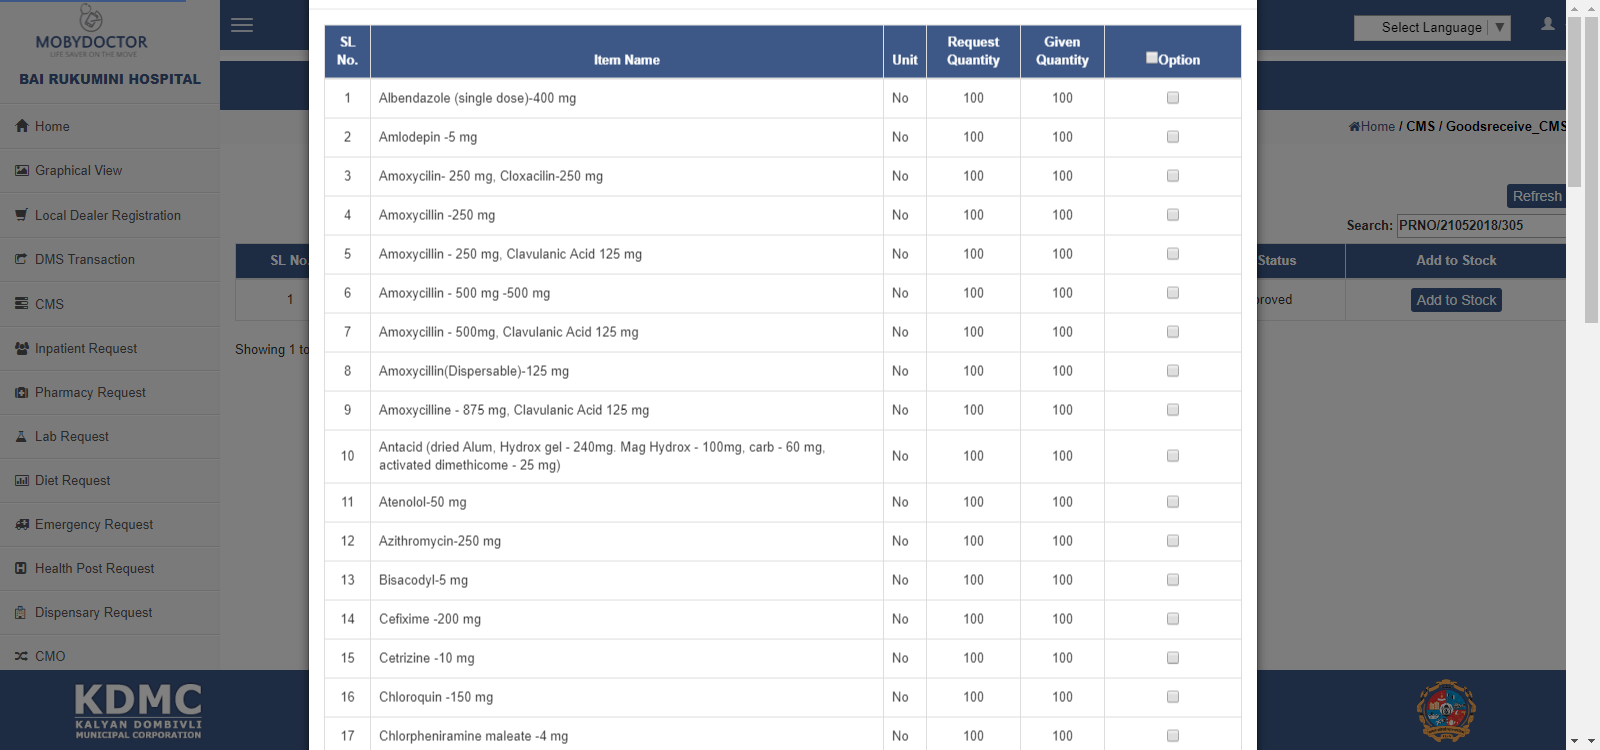 MOBYDOCTOR
LIFE SAVER ON THE MOVE
BAI RUKUMINI HOSPITAL
Home
Graphical View
Local Dealer Registration
DMS Transaction
CMS
Inpatient Request
Pharmacy Request
Lab Request
Diet Request
Emergency Request
Health Post Request
Dispensary Request
CMO
KDMC
KALYAN DOMBIVLI
MUNICIPAL CORPORATION
SL No.
1
Showing 1 to
SL No. Item Name Unit Request Quantity Given Quantity Option
1 Albendazole (single dose)-400 mg No 100 100
2 Amlodepin -5 mg No 100 100
3 Amoxycilin- 250 mg, Cloxacilin-250 mg No 100 100
4 Amoxycillin -250 mg No 100 100
5 Amoxycillin - 250 mg, Clavulanic Acid 125 mg No 100 100
6 Amoxycillin - 500 mg -500 mg No 100 100
7 Amoxycillin - 500mg, Clavulanic Acid 125 mg No 100 100
8 Amoxycillin(Dispersable)-125 mg No 100 100
9 Amoxycilline - 875 mg, Clavulanic Acid 125 mg No 100 100
10 Antacid (dried Alum, Hydrox gel - 240mg. Mag Hydrox - 100mg, carb - 60 mg,
activated dimethicome - 25 mg) No 100 100
11 Atenolol-50 mg No 100 100
12 Azithromycin-250 mg No 100 100
13 Bisacodyl-5 mg No 100 100
14 Cefixime -200 mg No 100 100
15 Cetrizine -10 mg No 100 100
16 Chloroquin -150 mg No 100 100
17 Chlorpheniramine maleate -4 mg No 100 100
Select Language ▼
Home / CMS / Goodsreceive_CMS
Refresh
Search: PRNO/21052018/305
Status Add to Stock
proved Add to Stock